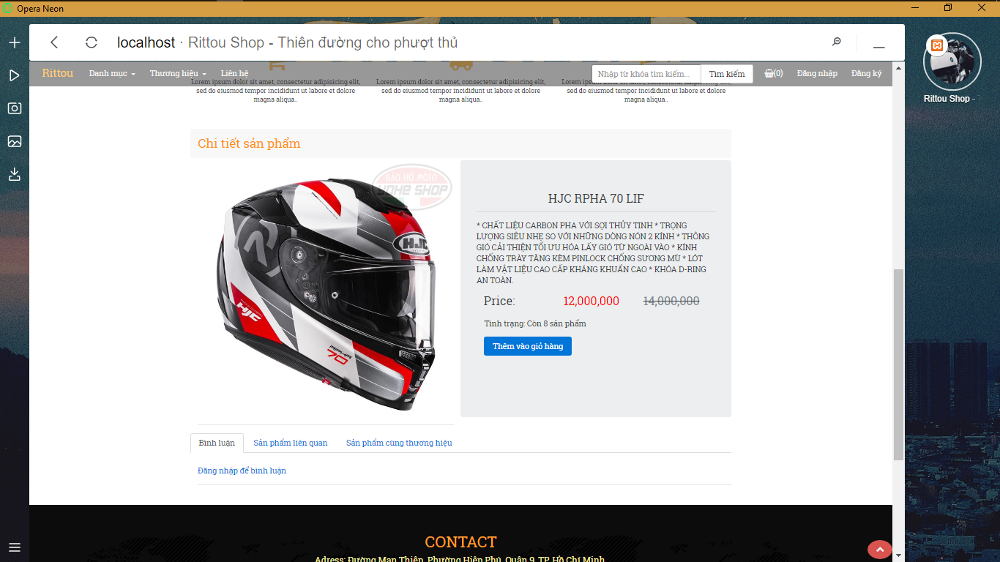 Opera Neon
localhost · Rittou Shop - Thiên đường cho phượt thủ
Rittou Shop -
Rittou Danh mục Thương hiệu Liên hệ Nhập từ khóa tìm kiếm... Tìm kiếm (0) Đăng nhập Đăng ký
Lorem ipsum dolor sit amet, consectetur adipisicing elit,
sed do eiusmod tempor incididunt ut labore et dolore
magna aliqua..
Lorem ipsum dolor sit amet, consectetur adipisicing elit,
sed do eiusmod tempor incididunt ut labore et dolore
magna aliqua..
Lorem ipsum dolor sit amet, consectetur adipisicing elit,
sed do eiusmod tempor incididunt ut labore et dolore
magna aliqua..
Chi tiết sản phẩm
BẢO HỘ MOTO
YOHE SHOP
HJC
HJC
RPHA
70
HJC RPHA 70 LIF
* CHẤT LIỆU CARBON PHA VỚI SỢI THỦY TINH * TRỌNG
LƯỢNG SIÊU NHẸ SO VỚI NHỮNG DÒNG NÓN 2 KÍNH * THÔNG
GIÓ CẢI THIỆN TỐI ƯU HÓA LẤY GIÓ TỪ NGOÀI VÀO * KÍNH
CHỐNG TRÀY TĂNG KÈM PINLOCK CHỐNG SƯƠNG MÙ * LÓT
LÀM VẬT LIỆU CAO CẤP KHÁNG KHUẨN CAO * KHÓA D-RING
AN TOÀN.
Price: 12,000,000 14,000,000
Tình trạng: Còn 8 sản phẩm
Thêm vào giỏ hàng
Bình luận Sản phẩm liên quan Sản phẩm cùng thương hiệu
Đăng nhập để bình luận
CONTACT
Adress: Đường Man Thiện, Phường Hiệp Phú, Quận 9, TP Hồ Chí Minh